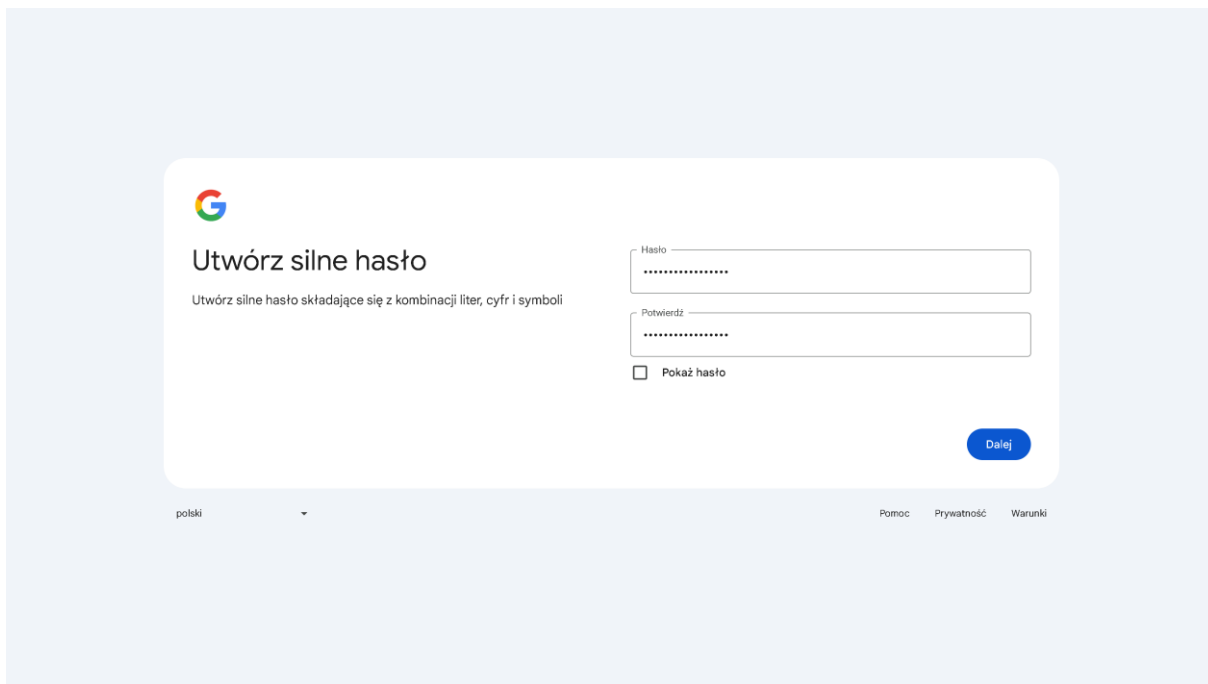 Utwórz silne hasło
Utwórz silne hasło składające się z kombinacji liter, cyfr i symboli
Hasło
•••••••••••••••••
Potwierdź
•••••••••••••••••
Pokaż hasło
Dalej
polski
Pomoc Prywatność Warunki